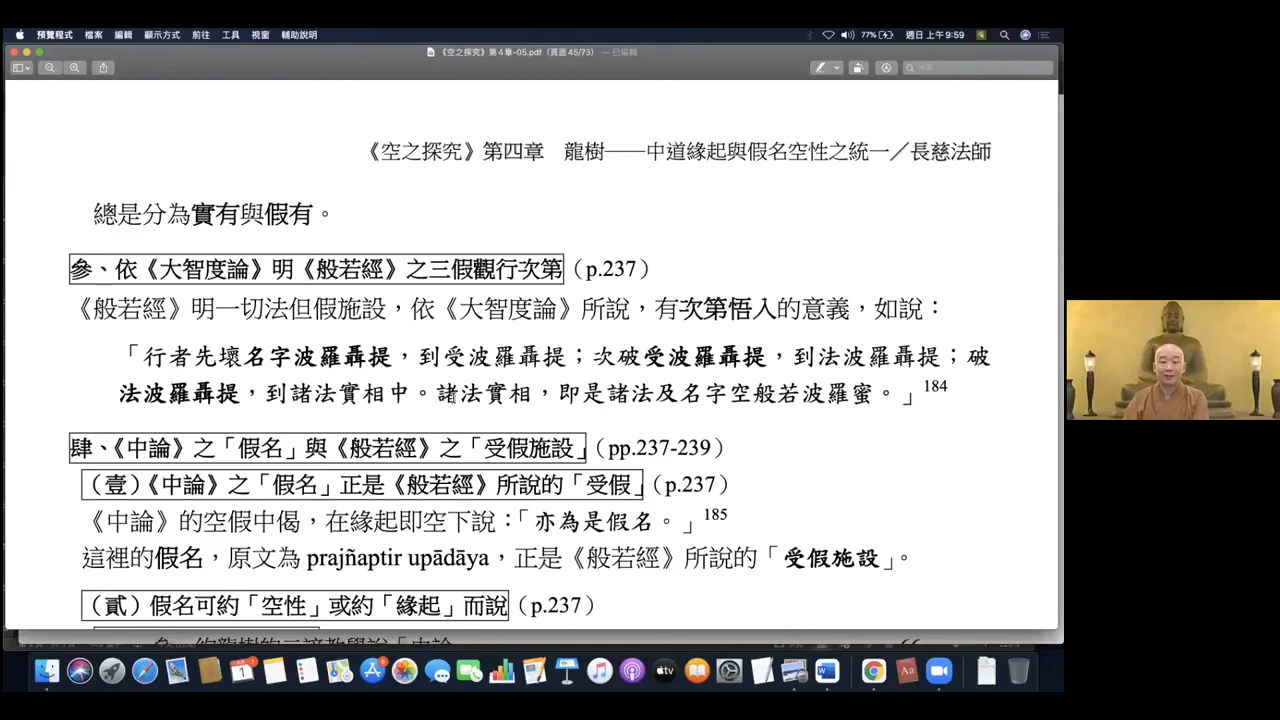 預覽程式 檔案 編輯 顯示方式 前往 工具 視窗 輔助說明
77% 週日 上午 9:59
《空之探究》第4章-05.pdf（頁面 45/73） — 已編輯
《空之探究》第四章　龍樹——中道緣起與假名空性之統一／長慈法師
總是分為實有與假有。
參、依《大智度論》明《般若經》之三假觀行次第（p.237）
《般若經》明一切法但假施設，依《大智度論》所說，有次第悟入的意義，如說：
「行者先壞名字波羅聶提，到受波羅聶提；次破受波羅聶提，到法波羅聶提；破
法波羅聶提，到諸法實相中。諸法實相，即是諸法及名字空般若波羅蜜。」184
肆、《中論》之「假名」與《般若經》之「受假施設」（pp.237-239）
（壹）《中論》之「假名」正是《般若經》所說的「受假」（p.237）
《中論》的空假中偈，在緣起即空下說：「亦為是假名。」185
這裡的假名，原文為 prajñaptir upādāya，正是《般若經》所說的「受假施設」。
（貳）假名可約「空性」或約「緣起」而說（p.237）